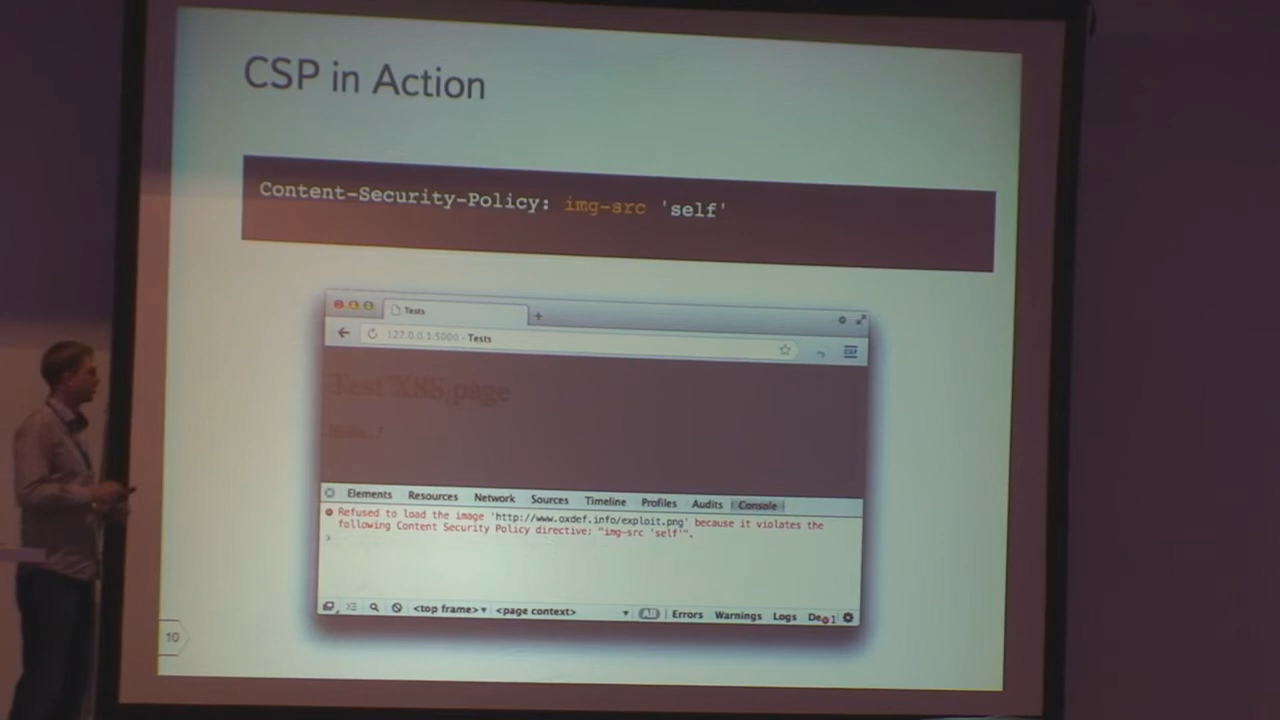 CSP in Action
Content-Security-Policy: img-src 'self'
Tests
127.0.0.1:5000 - Tests
CSP
Test XSS page
Elements Resources Network Sources Timeline Profiles Audits Console
Refused to load the image 'http://www.oxdef.info/exploit.png' because it violates the
following Content Security Policy directive: "img-src 'self'".
<top frame> <page context> All Errors Warnings Logs De 1
10